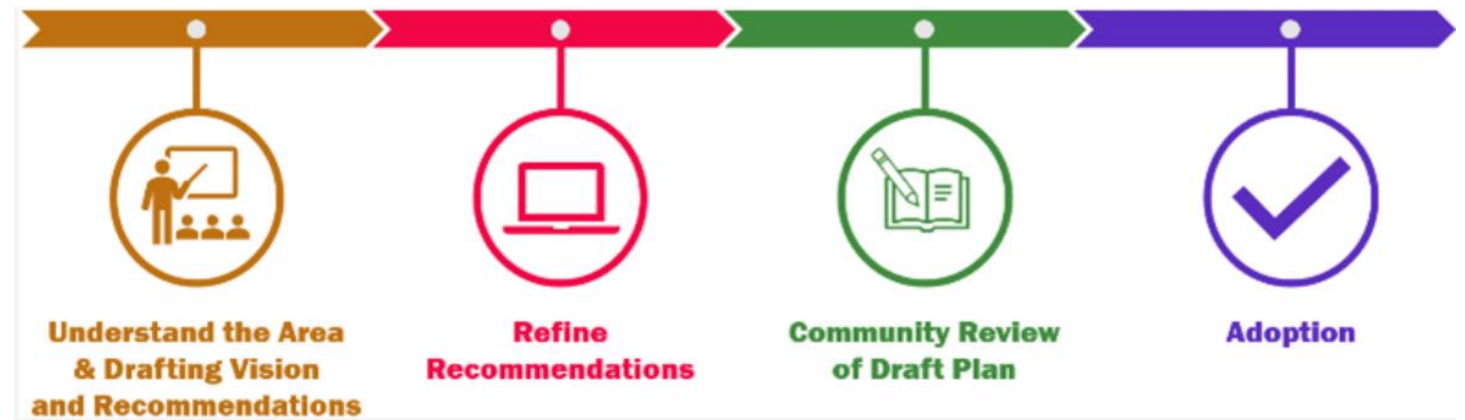 Understand the Area
& Drafting Vision
and Recommendations
Refine
Recommendations
Community Review
of Draft Plan
Adoption